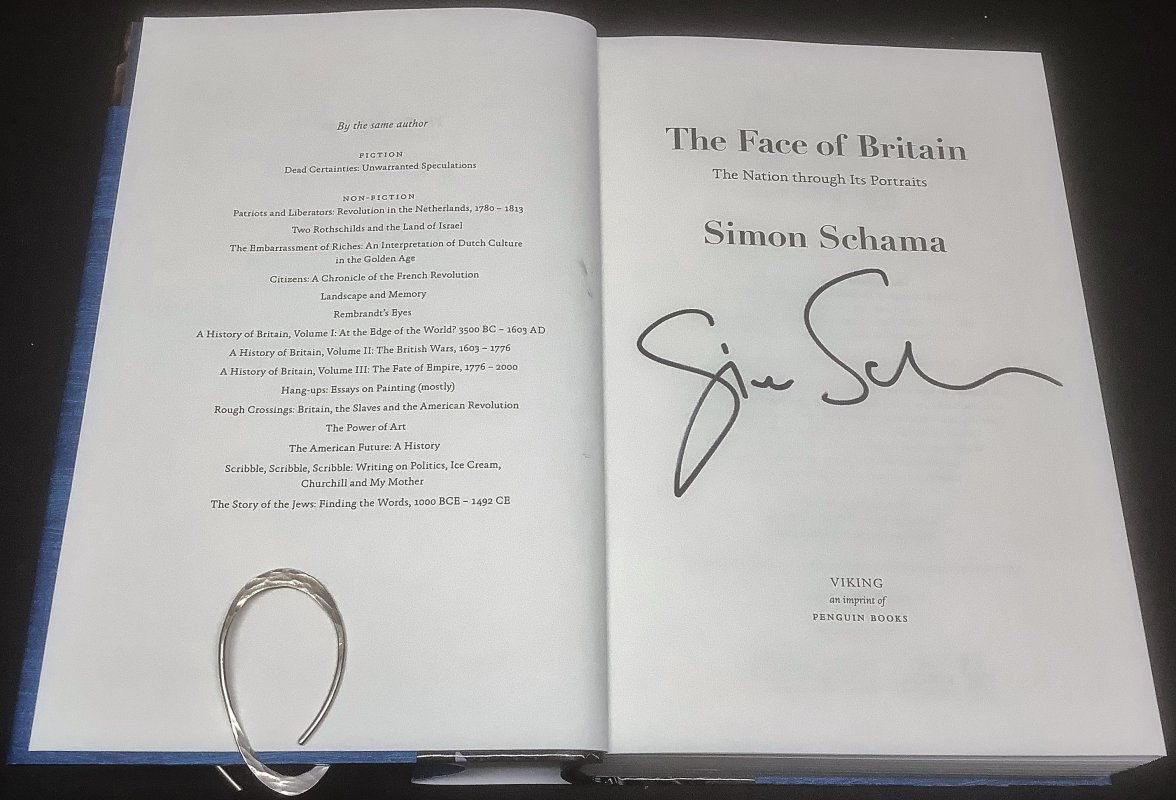 By the same author
FICTION
Dead Certainties: Unwarranted Speculations
NON-FICTION
Patriots and Liberators: Revolution in the Netherlands, 1780 – 1813
Two Rothschilds and the Land of Israel
The Embarrassment of Riches: An Interpretation of Dutch Culture
in the Golden Age
Citizens: A Chronicle of the French Revolution
Landscape and Memory
Rembrandt's Eyes
A History of Britain, Volume I: At the Edge of the World? 3500 BC – 1603 AD
A History of Britain, Volume II: The British Wars, 1603 – 1776
A History of Britain, Volume III: The Fate of Empire, 1776 – 2000
Hang-ups: Essays on Painting (mostly)
Rough Crossings: Britain, the Slaves and the American Revolution
The Power of Art
The American Future: A History
Scribble, Scribble, Scribble: Writing on Politics, Ice Cream,
Churchill and My Mother
The Story of the Jews: Finding the Words, 1000 BCE – 1492 CE
The Face of Britain
The Nation through Its Portraits
Simon Schama
VIKING
an imprint of
PENGUIN BOOKS